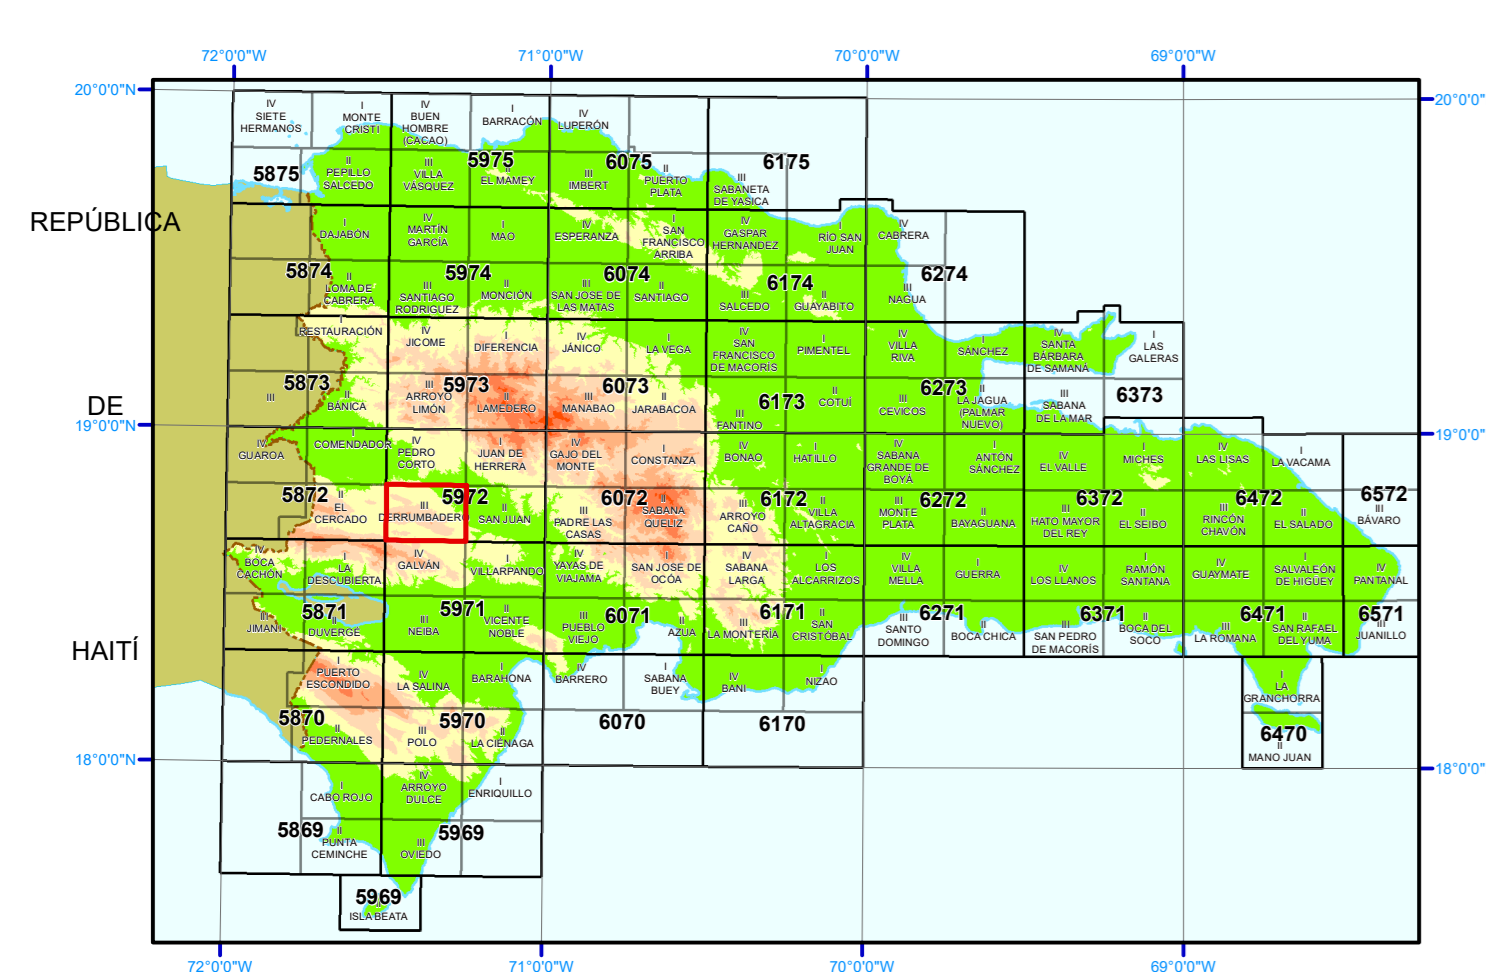 72°0'0"W
71°0'0"W
70°0'0"W
69°0'0"W
20°0'0"N
20°0'0"
IV
SIETE
HERMANOS
I
MONTE
CRISTI
IV
BUEN
HOMBRE
(CACAO)
I
BARRACÓN
IV
LUPERÓN
5875
II
PEPILLO
SALCEDO
III
VILLA
VÁSQUEZ
5975
II
EL MAMEY
III
IMBERT
6075
II
PUERTO
PLATA
6175
III
SABANETA
DE YASICA
REPÚBLICA
I
DAJABÓN
IV
MARTÍN
GARCÍA
I
MAO
IV
ESPERANZA
I
SAN
FRANCISCO
ARRIBA
IV
GASPAR
HERNANDEZ
I
RÍO SAN
JUAN
IV
CABRERA
5874
II
LOMA DE
CABRERA
III
SANTIAGO
RODRIGUEZ
5974
II
MONCIÓN
III
SAN JOSE DE
LAS MATAS
6074
II
SANTIAGO
III
SALCEDO
6174
II
GUAYABITO
III
NAGUA
6274
I
RESTAURACIÓN
IV
JICOME
I
DIFERENCIA
IV
JÁNICO
I
LA VEGA
IV
SAN
FRANCISCO
DE MACORÍS
I
PIMENTEL
IV
VILLA
RIVA
I
SÁNCHEZ
IV
SANTA
BÁRBARA
DE SAMANÁ
I
LAS
GALERAS
DE
III
5873
II
BÁNICA
III
ARROYO
LIMÓN
5973
II
LAMEDERO
III
MANABAO
6073
II
JARABACOA
III
FANTINO
6173
II
COTUÍ
III
CEVICOS
6273
II
LA JAGUA
(PALMAR
NUEVO)
III
SABANA
DE LA MAR
6373
19°0'0"N
19°0'0"
IV
GUAROA
I
COMENDADOR
IV
PEDRO
CORTO
I
JUAN DE
HERRERA
IV
GAJO DEL
MONTE
I
CONSTANZA
IV
BONAO
I
HATILLO
IV
SABANA
GRANDE DE
BOYÁ
I
ANTÓN
SÁNCHEZ
IV
EL VALLE
I
MICHES
IV
LAS LISAS
I
LA VACAMA
5872
II
EL
CERCADO
III
DERRUMBADERO
5972
II
SAN JUAN
III
PADRE LAS
CASAS
6072
II
SABANA
QUELIZ
III
ARROYO
CAÑO
6172
II
VILLA
ALTAGRACIA
III
MONTE
PLATA
6272
II
BAYAGUANA
III
HATO MAYOR
DEL REY
6372
II
EL SEIBO
III
RINCÓN
CHAVÓN
6472
II
EL SALADO
6572
III
BÁVARO
IV
BOCA
CACHÓN
I
LA
DESCUBIERTA
IV
GALVÁN
I
VILLARPANDO
IV
YAYAS DE
VIAJAMA
I
SAN JOSE DE
OCÓA
IV
SABANA
LARGA
I
LOS
ALCARRIZOS
IV
VILLA
MELLA
I
GUERRA
IV
LOS LLANOS
I
RAMÓN
SANTANA
IV
GUAYMATE
I
SALVALEÓN
DE HIGUEY
IV
PANTANAL
III
JIMANÍ
5871
II
DUVERGÉ
III
NEIBA
5971
II
VICENTE
NOBLE
III
PUEBLO
VIEJO
6071
II
AZUA
III
LA MONTERÍA
6171
II
SAN
CRISTÓBAL
III
SANTO
DOMINGO
6271
II
BOCA CHICA
III
SAN PEDRO
DE MACORÍS
6371
II
BOCA DEL
SOCO
III
LA ROMANA
6471
II
SAN RAFAEL
DEL YUMA
6571
III
JUANILLO
HAITÍ
I
PUERTO
ESCONDIDO
IV
LA SALINA
I
BARAHONA
IV
BARRERO
I
SABANA
BUEY
IV
BANI
I
NIZAO
I
LA
GRANCHORRA
5870
II
PEDERNALES
III
POLO
5970
II
LA CIÉNAGA
6070
6170
6470
II
MANO JUAN
18°0'0"N
18°0'0"
I
CABO ROJO
IV
ARROYO
DULCE
I
ENRIQUILLO
5869
II
PUNTA
CEMINCHE
III
OVIEDO
5969
5969
ISLA BEATA
72°0'0"W
71°0'0"W
70°0'0"W
69°0'0"W